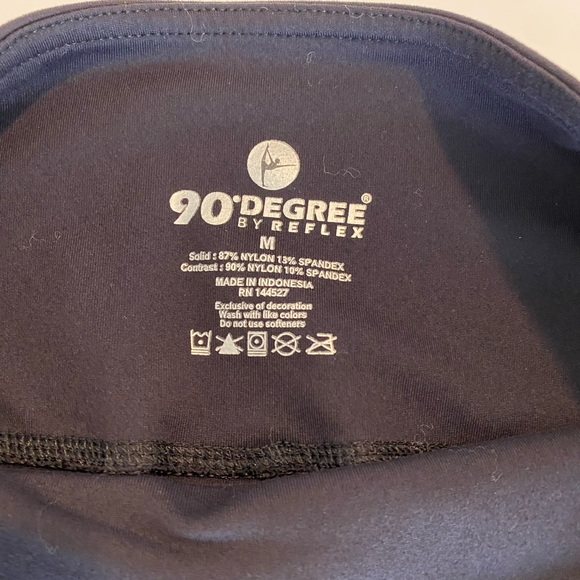 90°DEGREE®
BY REFLEX
M
Solid : 87% NYLON 13% SPANDEX
Contrast : 90% NYLON 10% SPANDEX
MADE IN INDONESIA
RN 144527
Exclusive of decoration
Wash with like colors
Do not use softeners